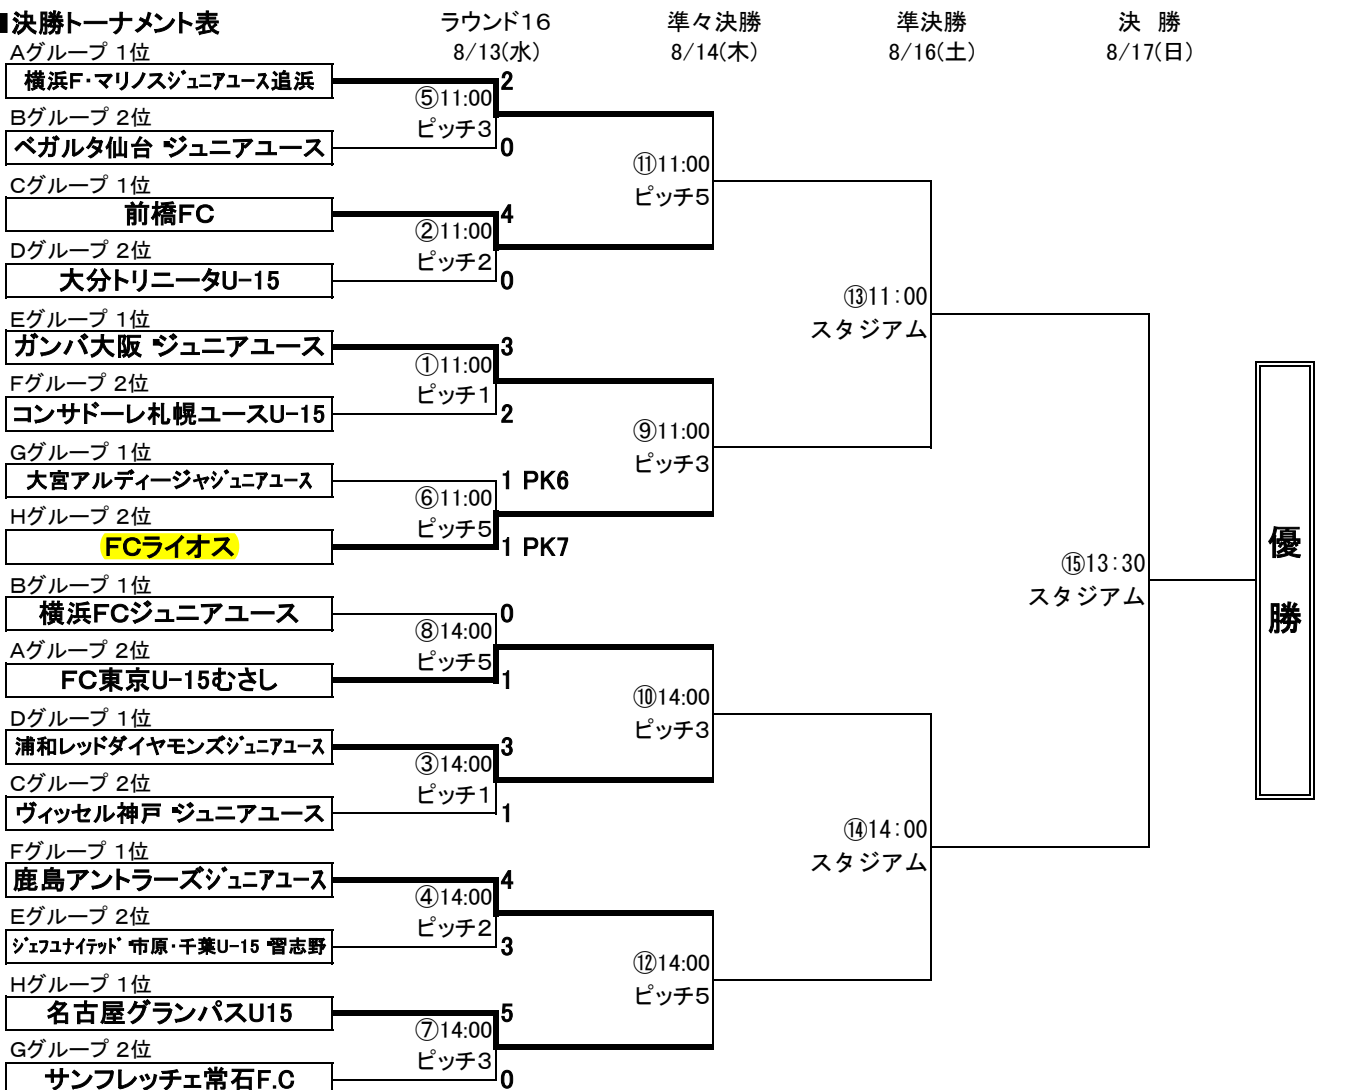 ■決勝トーナメント表
ラウンド16
準々決勝
準決勝
決 勝
8/13(水)
8/14(木)
8/16(土)
8/17(日)
Aグループ 1位
横浜F・マリノスジュニアユース追浜
2
⑤11:00
ピッチ3
Bグループ 2位
ベガルタ仙台 ジュニアユース
0
⑪11:00
ピッチ5
Cグループ 1位
前橋FC
4
②11:00
ピッチ2
Dグループ 2位
大分トリニータU-15
0
⑬11:00
スタジアム
Eグループ 1位
ガンバ大阪 ジュニアユース
3
①11:00
ピッチ1
Fグループ 2位
コンサドーレ札幌ユースU-15
2
⑨11:00
ピッチ3
Gグループ 1位
大宮アルディージャジュニアユース
1 PK6
⑥11:00
ピッチ5
Hグループ 2位
FCライオス
1 PK7
⑮13:30
スタジアム
優
勝
Bグループ 1位
横浜FCジュニアユース
0
⑧14:00
ピッチ5
Aグループ 2位
FC東京U-15むさし
1
⑩14:00
ピッチ3
Dグループ 1位
浦和レッドダイヤモンズジュニアユース
3
③14:00
ピッチ1
Cグループ 2位
ヴィッセル神戸 ジュニアユース
1
⑭14:00
スタジアム
Fグループ 1位
鹿島アントラーズジュニアユース
4
④14:00
ピッチ2
Eグループ 2位
ジェフユナイテッド 市原・千葉U-15 習志野
3
⑫14:00
ピッチ5
Hグループ 1位
名古屋グランパスU15
5
⑦14:00
ピッチ3
Gグループ 2位
サンフレッチェ常石F.C
0